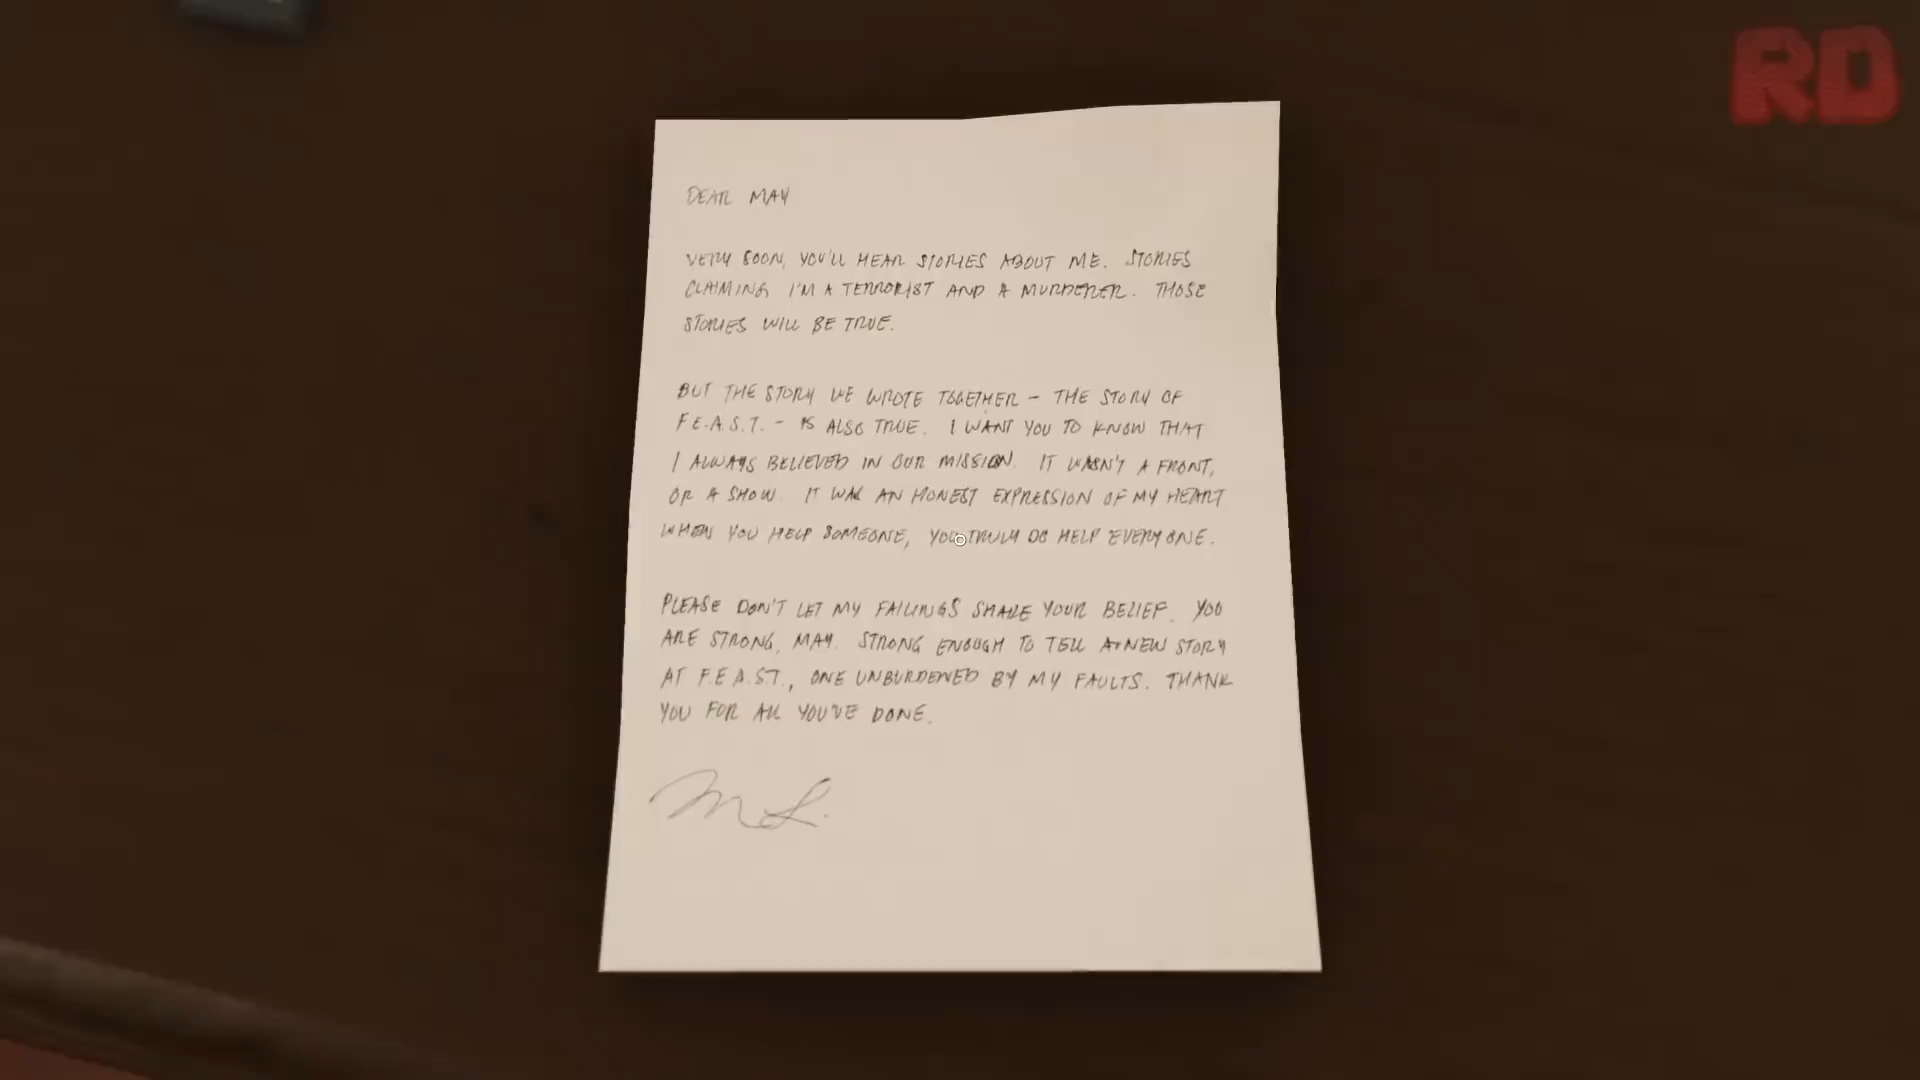 RD
DEAR MAY
VERY SOON, YOU'LL HEAR STORIES ABOUT ME. STORIES
CLAIMING I'M A TERRORIST AND A MURDERER. THOSE
STORIES WILL BE TRUE.
BUT THE STORY WE WROTE TOGETHER - THE STORY OF
F.E.A.S.T. - IS ALSO TRUE. I WANT YOU TO KNOW THAT
I ALWAYS BELIEVED IN OUR MISSION. IT WASN'T A FRONT,
OR A SHOW. IT WAS AN HONEST EXPRESSION OF MY HEART
WHEN YOU HELP SOMEONE, YOU TRULY DO HELP EVERYONE.
PLEASE DON'T LET MY FAILINGS SHAKE YOUR BELIEF. YOU
ARE STRONG, MAY. STRONG ENOUGH TO TELL A NEW STORY
AT F.E.A.S.T., ONE UNBURDENED BY MY FAULTS. THANK
YOU FOR ALL YOU'VE DONE.
M L.